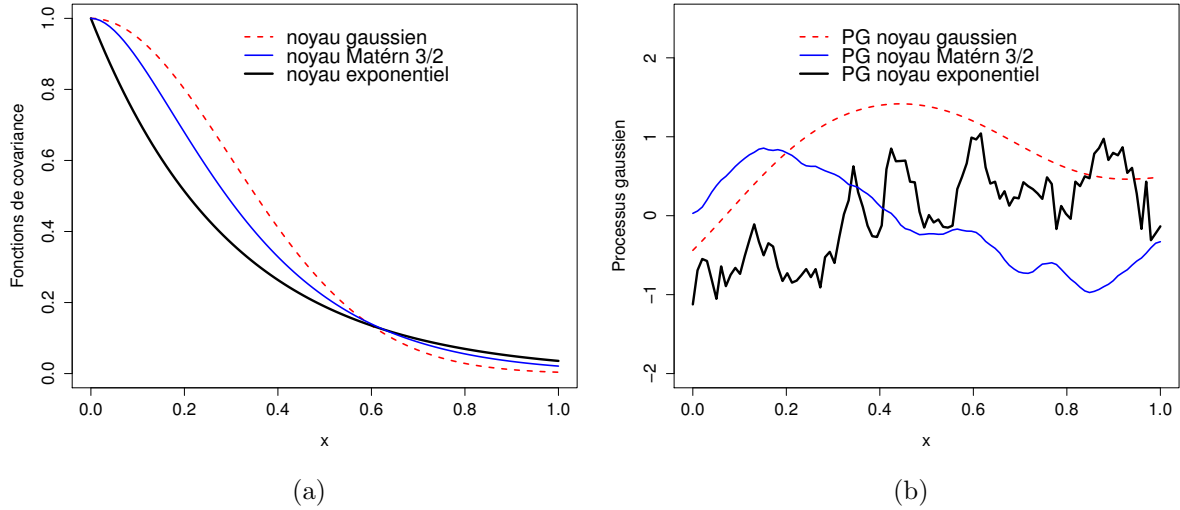 noyau gaussien
noyau Matérn 3/2
noyau exponentiel
Fonctions de covariance
0.0
0.2
0.4
0.6
0.8
1.0
0.0 0.2 0.4 0.6 0.8 1.0
x
(a)
PG noyau gaussien
PG noyau Matérn 3/2
PG noyau exponentiel
Processus gaussien
−2
−1
0
1
2
0.0 0.2 0.4 0.6 0.8 1.0
x
(b)